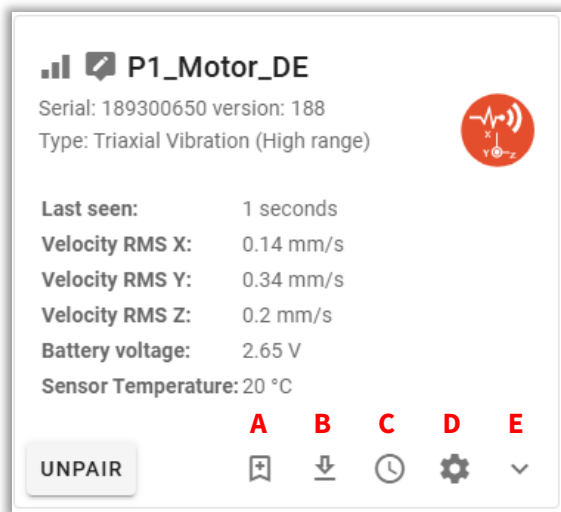 P1_Motor_DE
Serial: 189300650 version: 188
Type: Triaxial Vibration (High range)
X
Y Z
Last seen: 1 seconds
Velocity RMS X: 0.14 mm/s
Velocity RMS Y: 0.34 mm/s
Velocity RMS Z: 0.2 mm/s
Battery voltage: 2.65 V
Sensor Temperature: 20 °C
A B C D E
UNPAIR